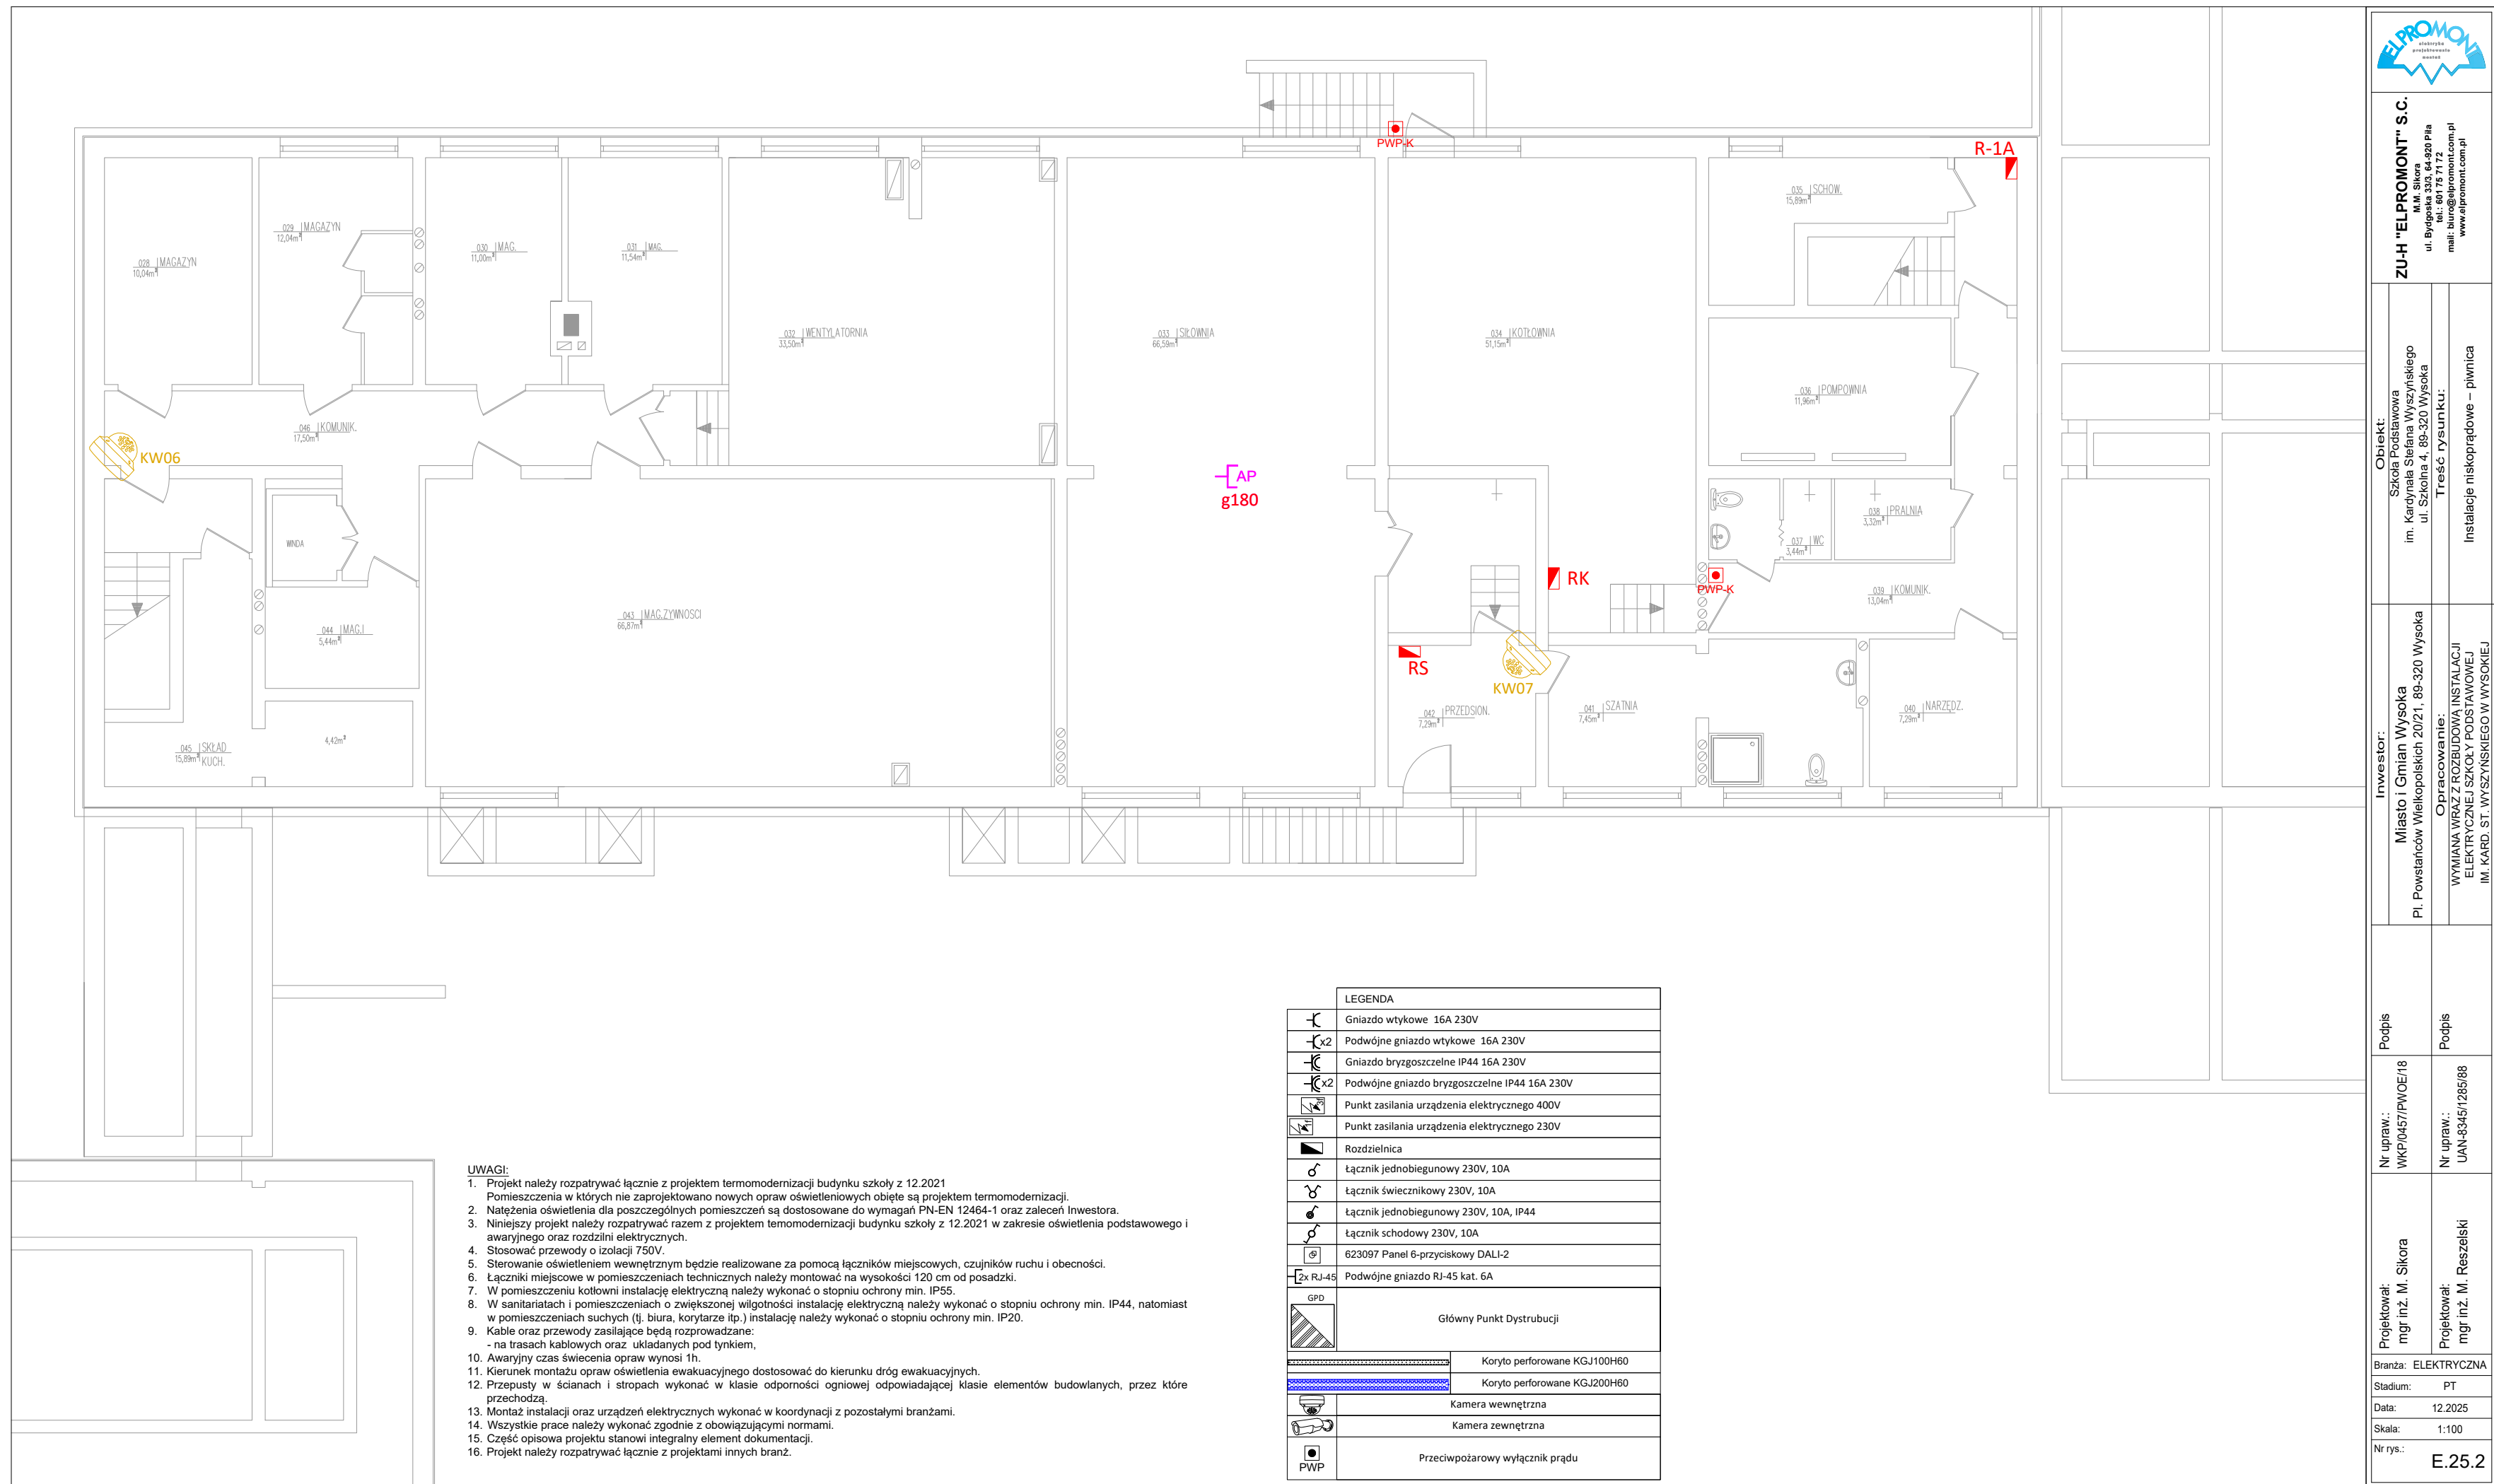 PWP-K
R-1A
035 SCHOW.
15,89m²
029 MAGAZYN
12,04m²
030 MAG.
11,00m²
031 MAG.
11,54m²
028 MAGAZYN
10,04m²
032 WENTYLATORNIA
33,50m²
033 SIŁOWNIA
66,59m²
034 KOTŁOWNIA
51,15m²
036 POMPOWNIA
11,96m²
046 KOMUNIK.
17,50m²
KW06
AP
g180
038 PRALNIA
3,32m²
037 WC
3,44m²
WINDA
RK
PWP-K
039 KOMUNIK.
13,04m²
043 MAG.ŻYWNOŚCI
66,87m²
044 MAG.I
5,44m²
RS
KW07
042 PRZEDSION.
7,29m²
041 SZATNIA
7,45m²
040 NARZĘDZ.
7,29m²
045 SKŁAD
15,89m² KUCH.
4,42m²
UWAGI:
1. Projekt należy rozpatrywać łącznie z projektem termomodernizacji budynku szkoły z 12.2021
Pomieszczenia w których nie zaprojektowano nowych opraw oświetleniowych objęte są projektem termomodernizacji.
2. Natężenia oświetlenia dla poszczególnych pomieszczeń są dostosowane do wymagań PN-EN 12464-1 oraz zaleceń Inwestora.
3. Niniejszy projekt należy rozpatrywać razem z projektem temomodernizacji budynku szkoły z 12.2021 w zakresie oświetlenia podstawowego i
awaryjnego oraz rozdzilni elektrycznych.
4. Stosować przewody o izolacji 750V.
5. Sterowanie oświetleniem wewnętrznym będzie realizowane za pomocą łączników miejscowych, czujników ruchu i obecności.
6. Łączniki miejscowe w pomieszczeniach technicznych należy montować na wysokości 120 cm od posadzki.
7. W pomieszczeniu kotłowni instalację elektryczną należy wykonać o stopniu ochrony min. IP55.
8. W sanitariatach i pomieszczeniach o zwiększonej wilgotności instalację elektryczną należy wykonać o stopniu ochrony min. IP44, natomiast
w pomieszczeniach suchych (tj. biura, korytarze itp.) instalację należy wykonać o stopniu ochrony min. IP20.
9. Kable oraz przewody zasilające będą rozprowadzane:
- na trasach kablowych oraz ukladanych pod tynkiem,
10. Awaryjny czas świecenia opraw wynosi 1h.
11. Kierunek montażu opraw oświetlenia ewakuacyjnego dostosować do kierunku dróg ewakuacyjnych.
12. Przepusty w ścianach i stropach wykonać w klasie odporności ogniowej odpowiadającej klasie elementów budowlanych, przez które
przechodzą.
13. Montaż instalacji oraz urządzeń elektrycznych wykonać w koordynacji z pozostałymi branżami.
14. Wszystkie prace należy wykonać zgodnie z obowiązującymi normami.
15. Część opisowa projektu stanowi integralny element dokumentacji.
16. Projekt należy rozpatrywać łącznie z projektami innych branż.
LEGENDA
Gniazdo wtykowe 16A 230V
x2 Podwójne gniazdo wtykowe 16A 230V
Gniazdo bryzgoszczelne IP44 16A 230V
x2 Podwójne gniazdo bryzgoszczelne IP44 16A 230V
3f Punkt zasilania urządzenia elektrycznego 400V
1f Punkt zasilania urządzenia elektrycznego 230V
Rozdzielnica
Łącznik jednobiegunowy 230V, 10A
Łącznik świecznikowy 230V, 10A
Łącznik jednobiegunowy 230V, 10A, IP44
Łącznik schodowy 230V, 10A
623097 Panel 6-przyciskowy DALI-2
2x RJ-45 Podwójne gniazdo RJ-45 kat. 6A
GPD
Główny Punkt Dystrubucji
Koryto perforowane KGJ100H60
Koryto perforowane KGJ200H60
Kamera wewnętrzna
Kamera zewnętrzna
PWP Przeciwpożarowy wyłącznik prądu
ELPROMONT
elektryka
projektowanie
montaż
ZU-H "ELPROMONT" S.C.
M.M. Sikora
ul. Bydgoska 33/3, 64-920 Piła
tel.: 601 75 71 72
mail: biuro@elpromont.com.pl
www.elpromont.com.pl
Obiekt:
Szkoła Podstawowa
im. Kardynała Stefana Wyszyńskiego
ul. Szkolna 4, 89-320 Wysoka
Treść rysunku:
Instalacje niskoprądowe – piwnica
Inwestor:
Miasto i Gmian Wysoka
Pl. Powstańców Wielkopolskich 20/21, 89-320 Wysoka
Opracowanie:
WYMIANA WRAZ Z ROZBUDOWĄ INSTALACJI
ELEKTRYCZNEJ SZKOŁY PODSTAWOWEJ
IM. KARD. ST. WYSZYŃSKIEGO W WYSOKIEJ
Podpis
Podpis
Nr upraw.:
WKP/0457/PWOE/18
Nr upraw.:
UAN-8345/1285/88
Projektował:
mgr inż. M. Sikora
Projektował:
mgr inż. M. Reszelski
Branża: ELEKTRYCZNA
Stadium: PT
Data: 12.2025
Skala: 1:100
Nr rys.: E.25.2